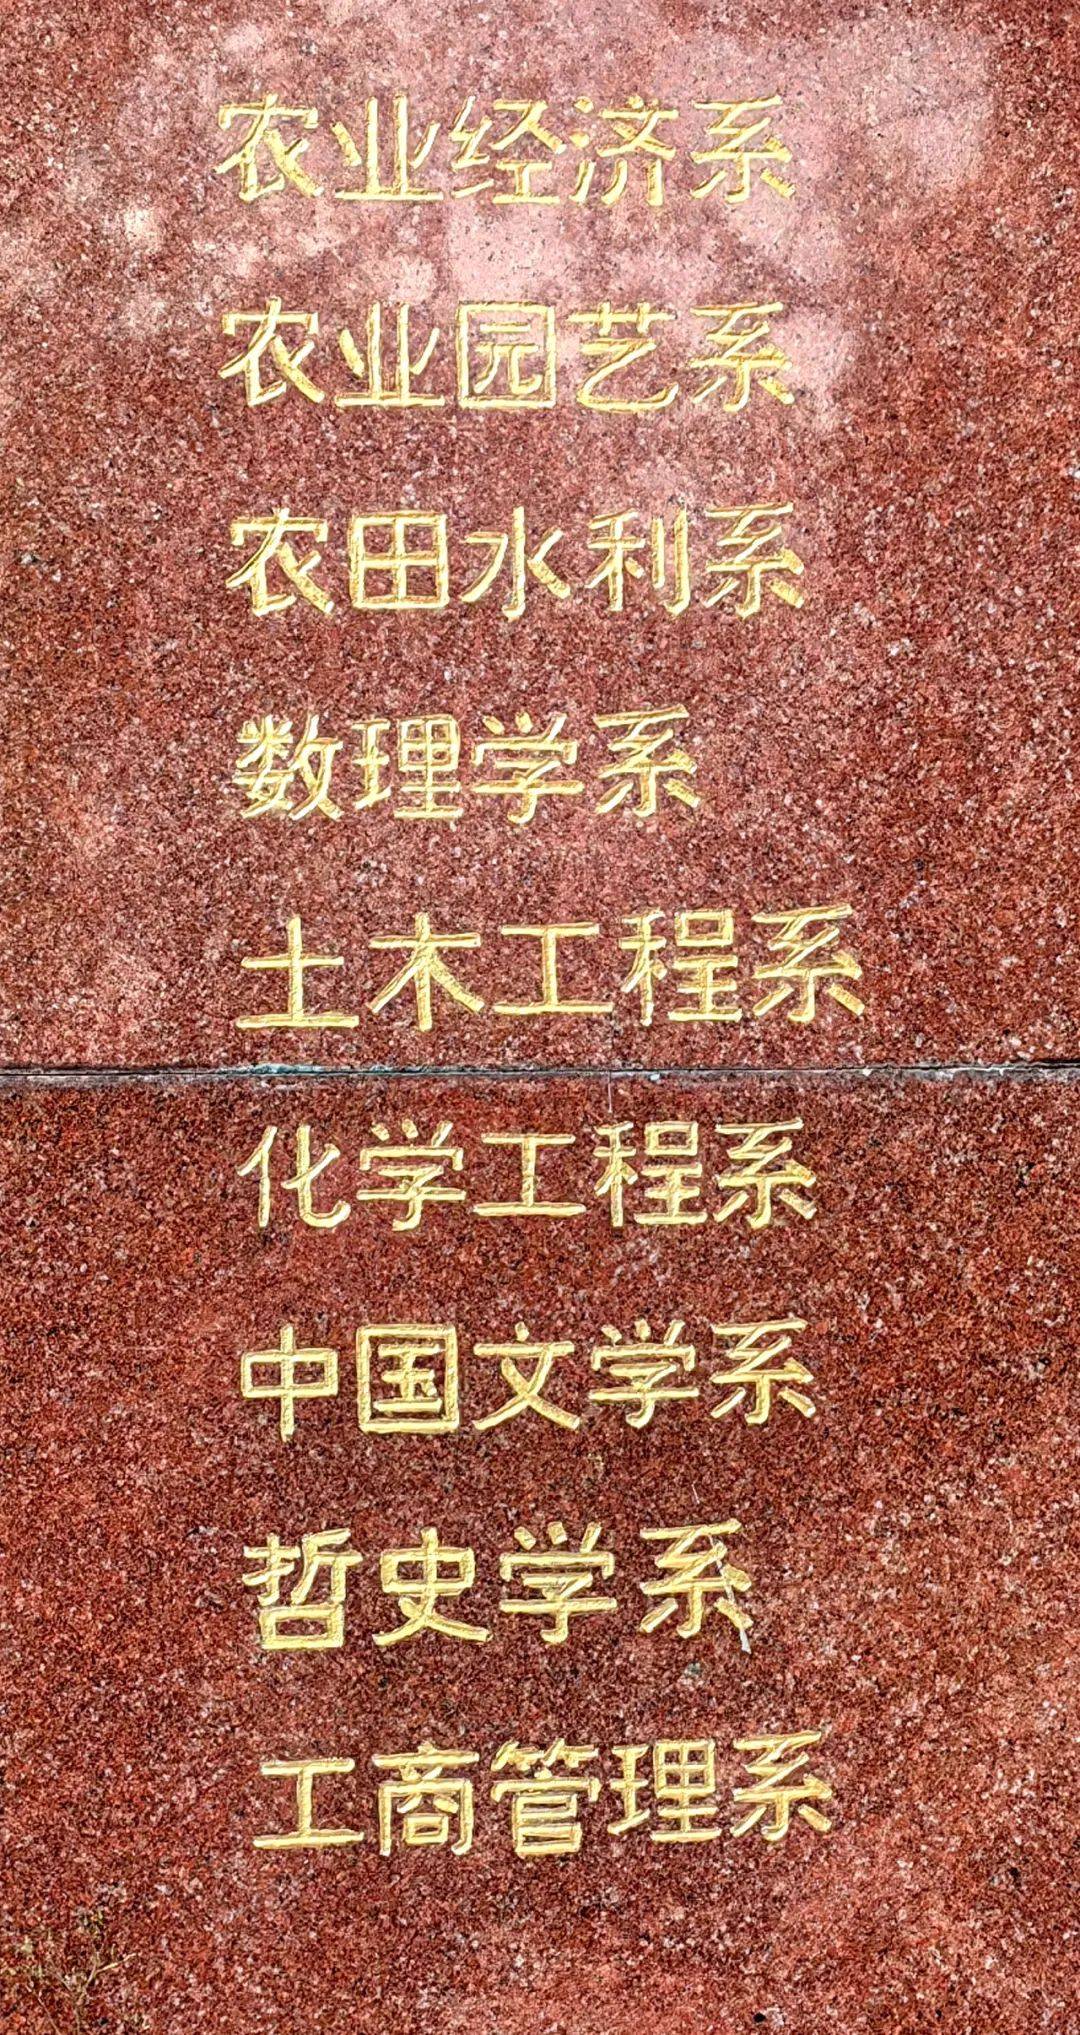 农业经济系
农业园艺系
农田水利系
数理学系
土木工程系
化学工程系
中国文学系
哲史学系
工商管理系